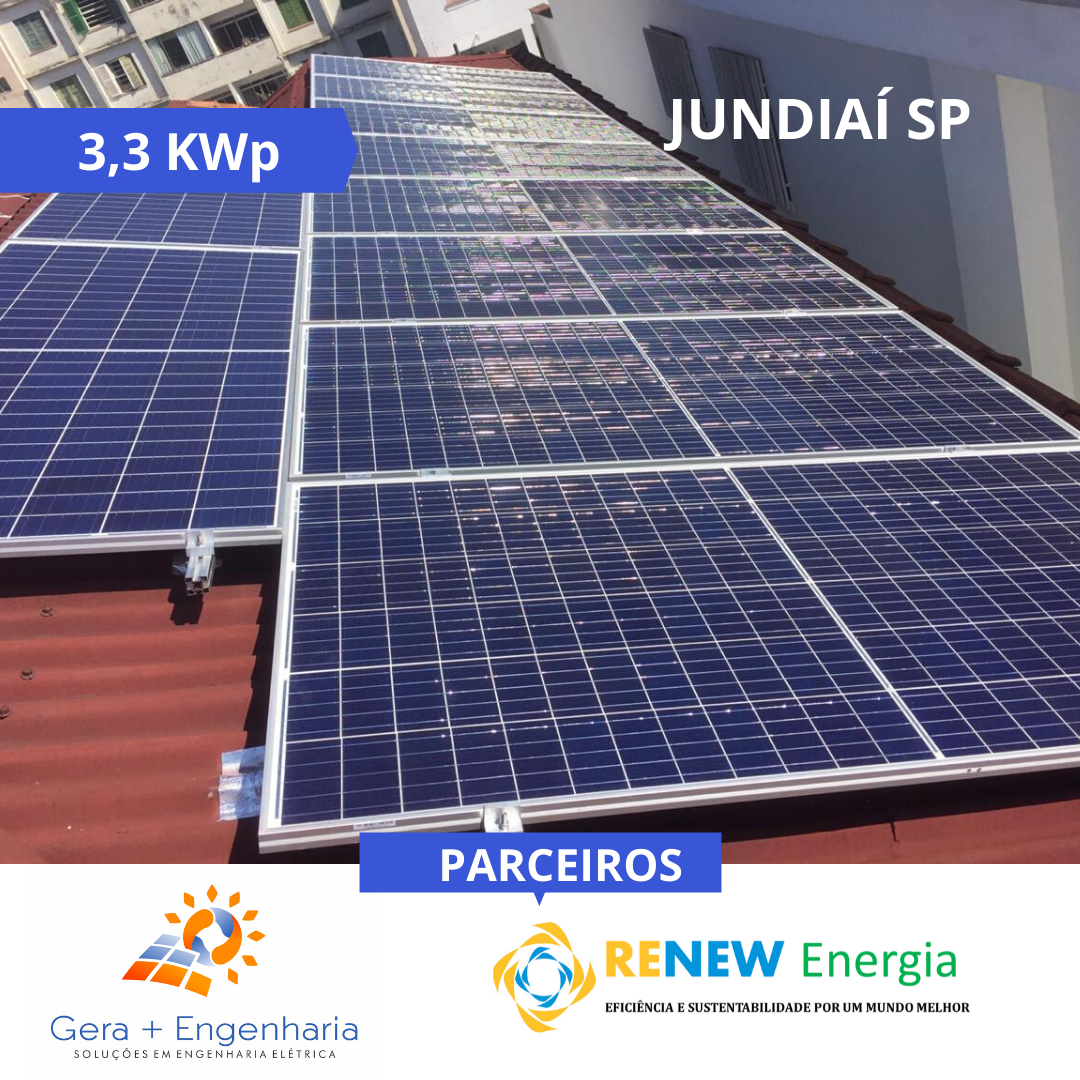 3,3 KWp
JUNDIAÍ SP
PARCEIROS
Gera + Engenharia
SOLUÇÕES EM ENGENHARIA ELÉTRICA
RENEW Energia
EFICIÊNCIA E SUSTENTABILIDADE POR UM MUNDO MELHOR